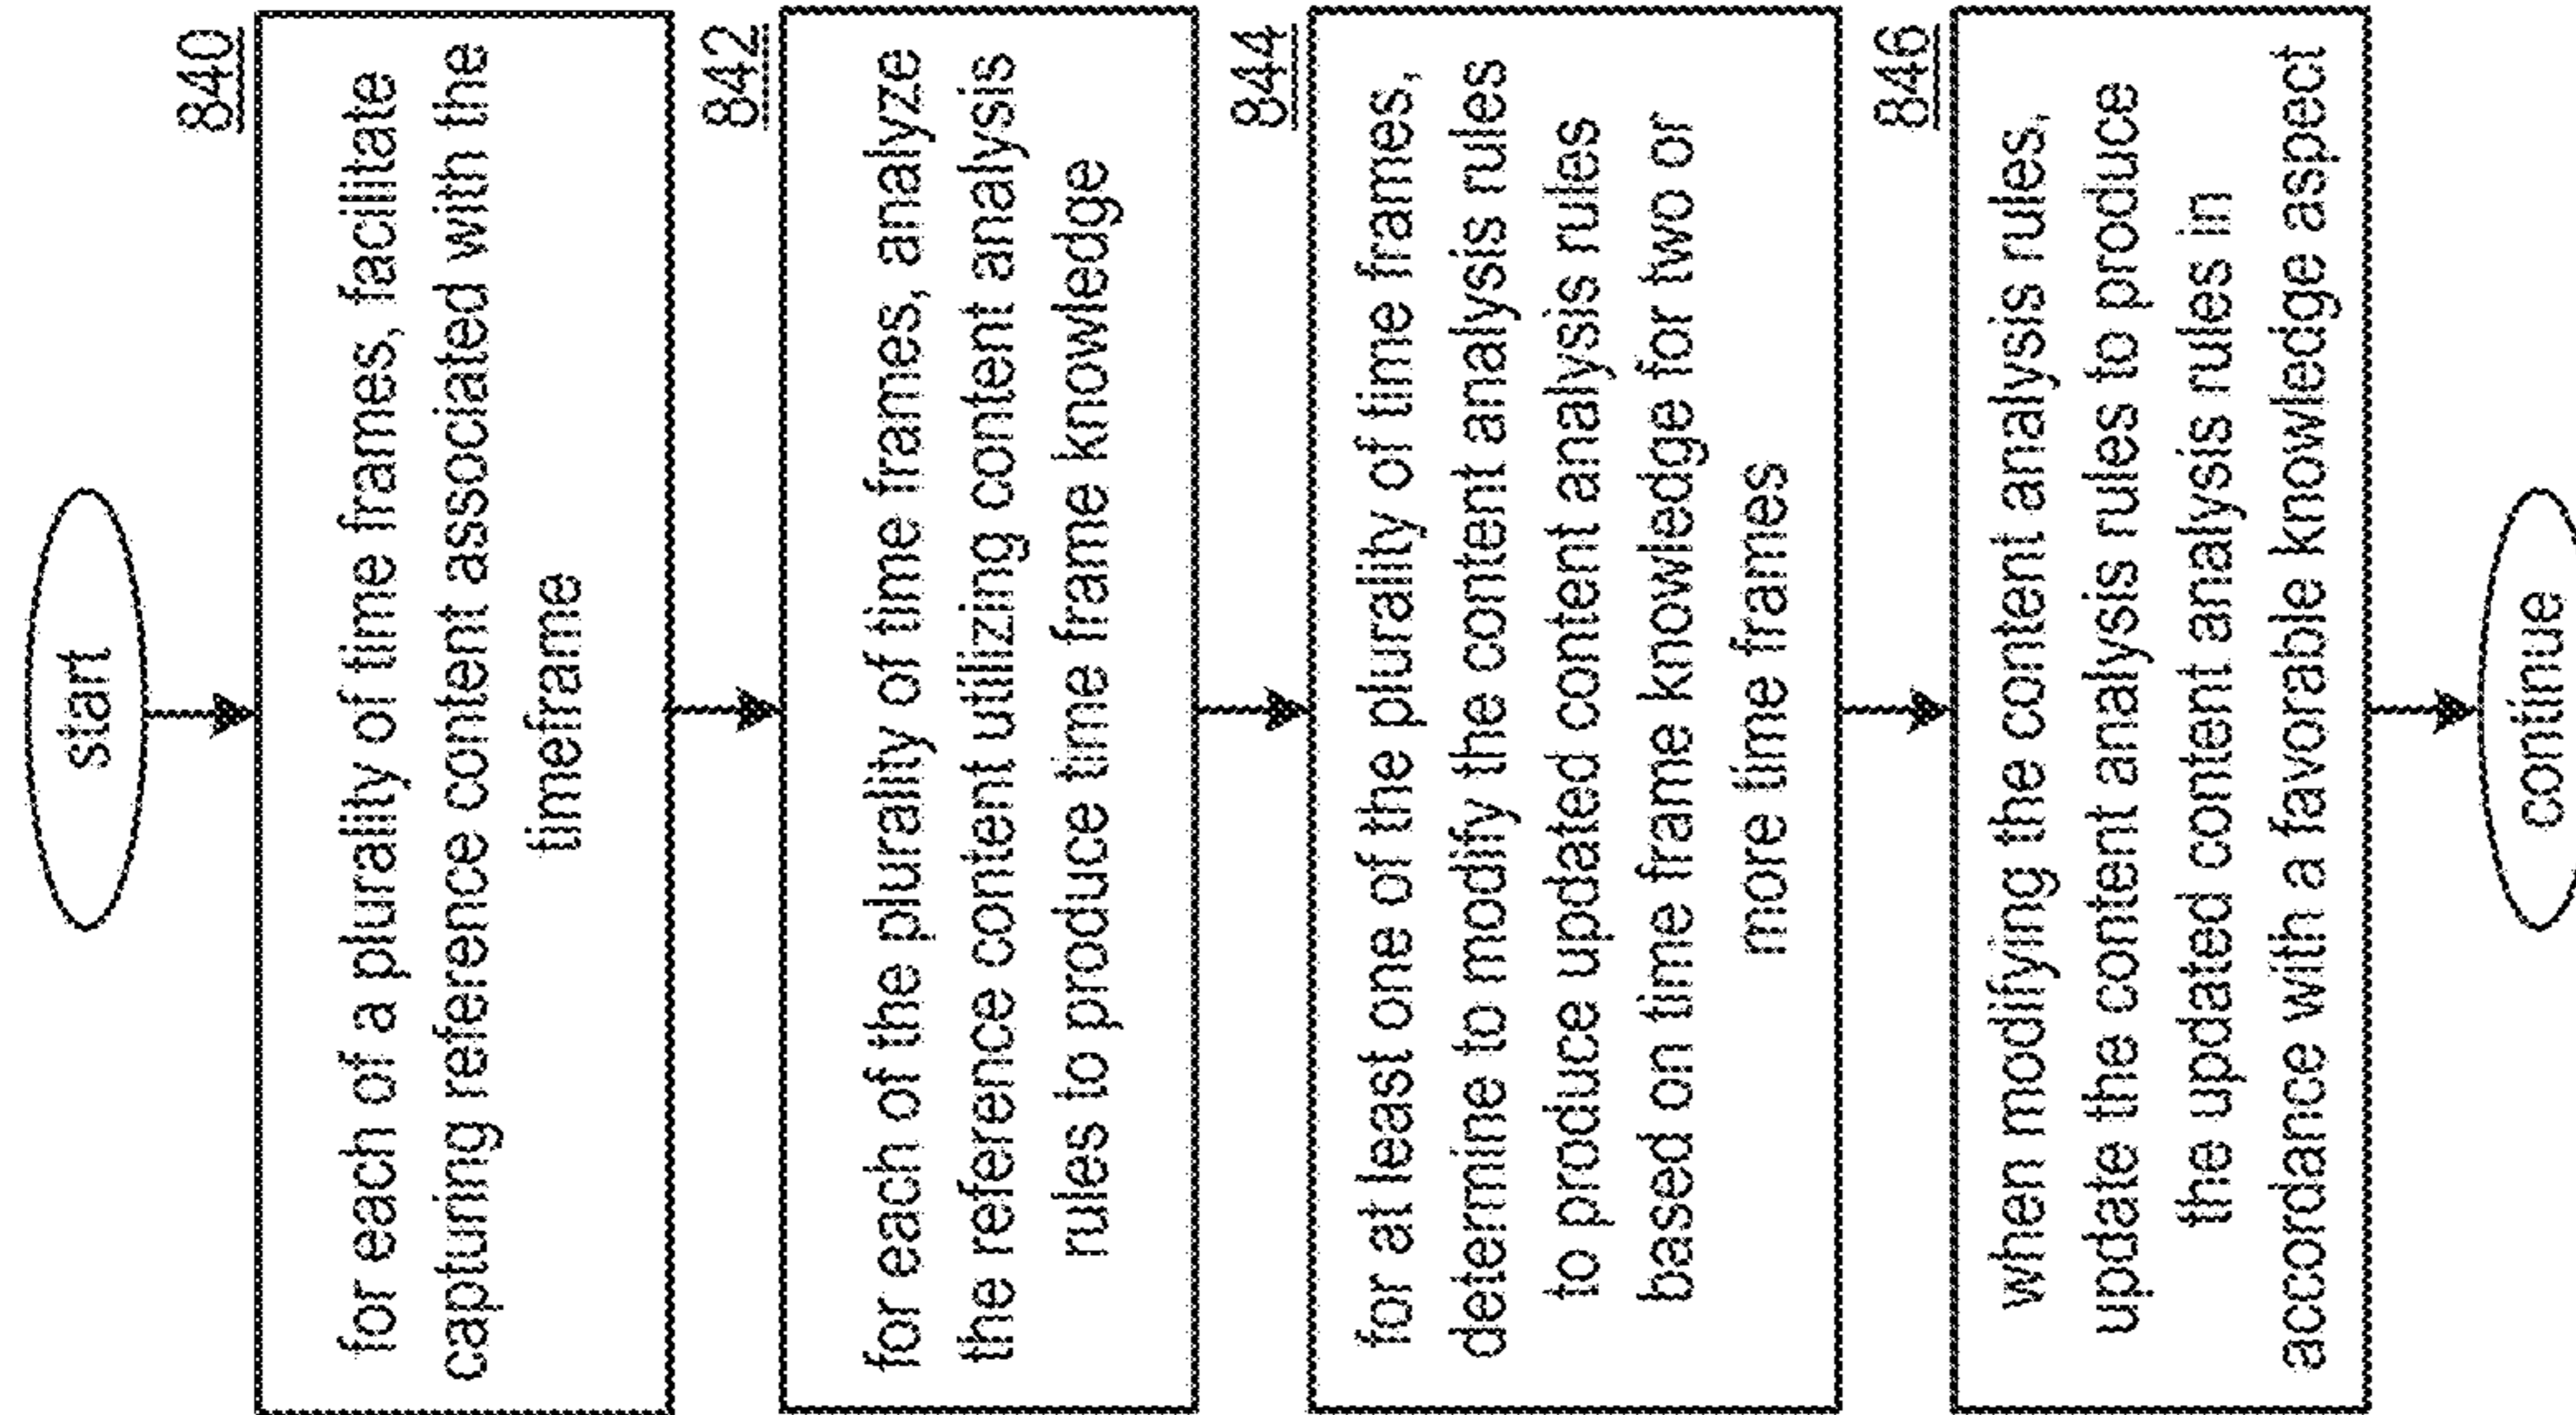 start
840
for each of a plurality of time frames, facilitate
capturing reference content associated with the
timeframe
842
for each of the plurality of time frames, analyze
the reference content utilizing content analysis
rules to produce time frame knowledge
844
for at least one of the plurality of time frames,
determine to modify the content analysis rules
to produce updated content analysis rules
based on time frame knowledge for two or
more time frames
846
when modifying the content analysis rules,
update the content analysis rules to produce
the updated content analysis rules in
accordance with a favorable knowledge aspect
continue